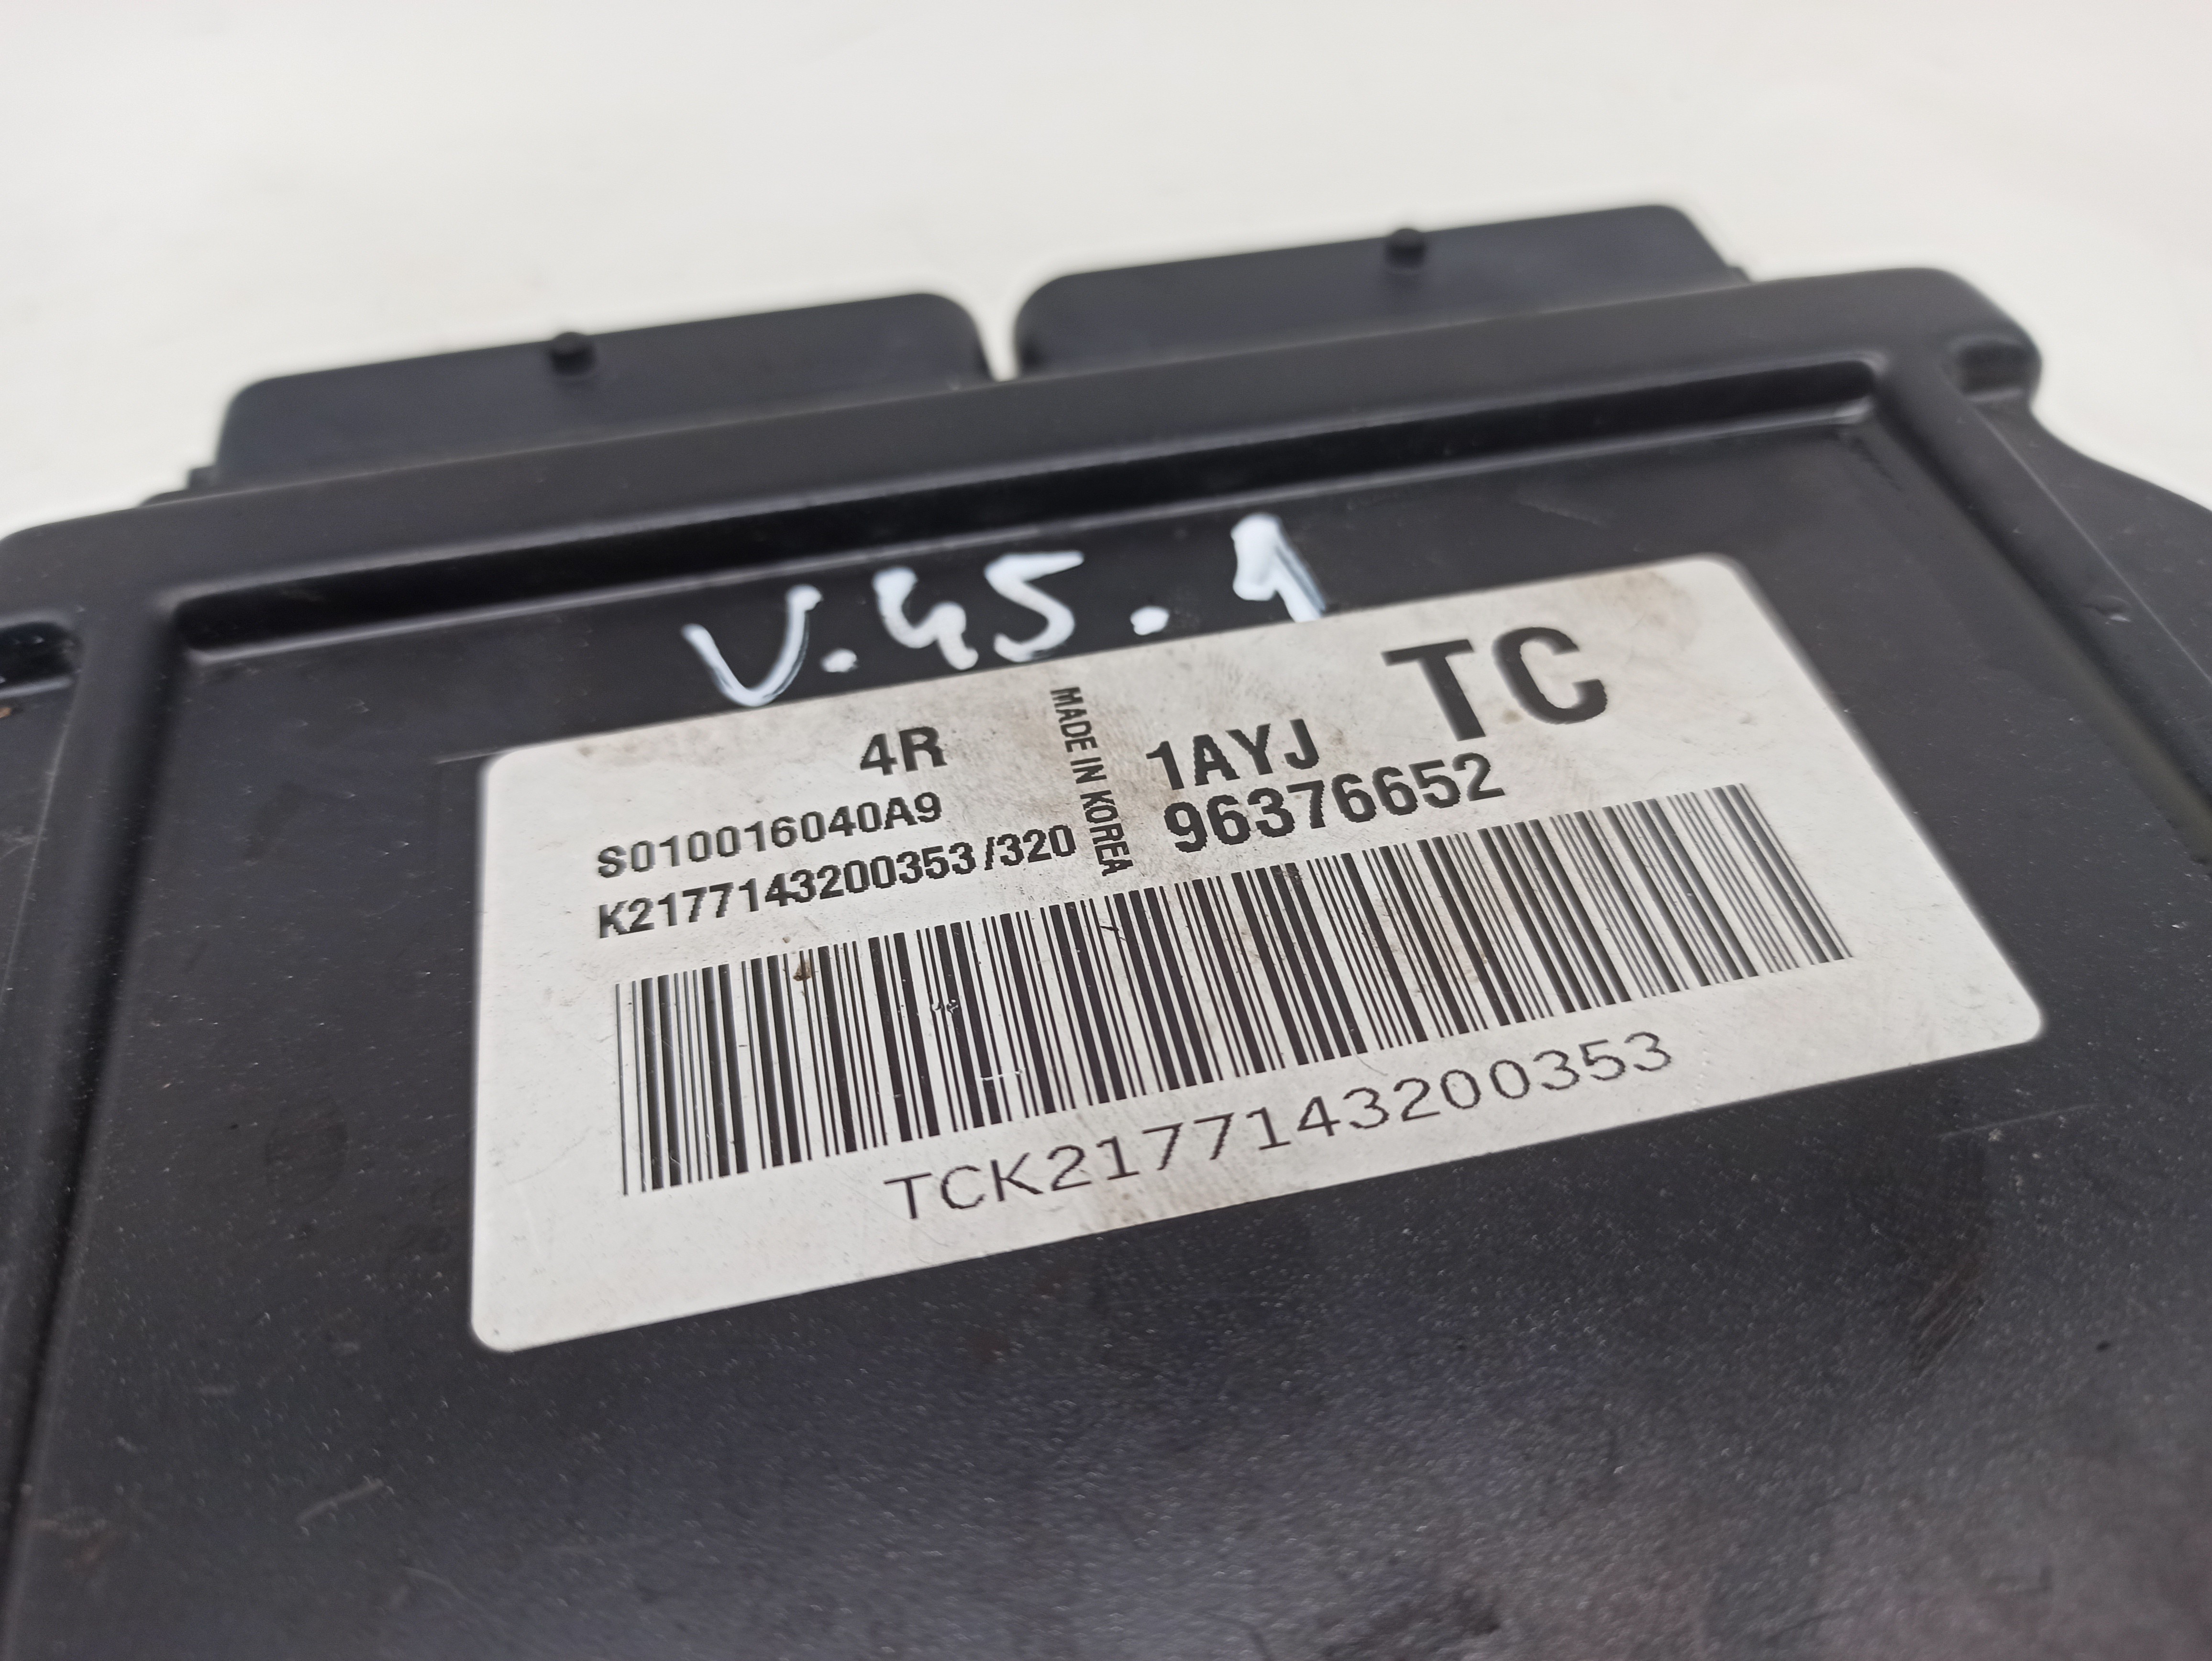 V.45.1
TC
4R
MADE IN KOREA
1AYJ
S010016040A9
96376652
K2177143200353/320
TCK2177143200353